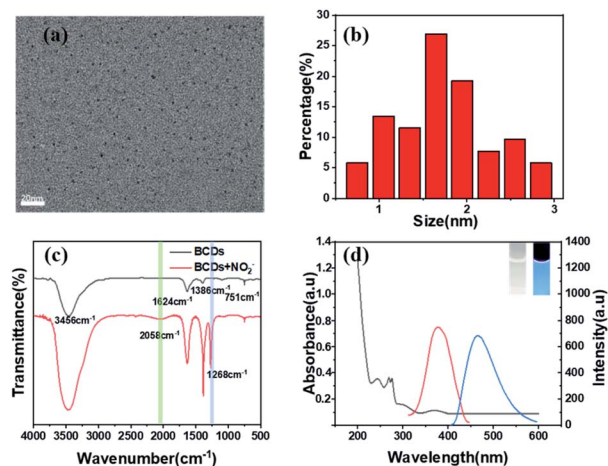 (a)
20nm
(b)
Percentage(%)
30
25
20
15
10
5
0
1
2
3
Size(nm)
(c)
BCDs
BCDs+NO₂⁻
Transmittance(%)
3456cm⁻¹
1624cm⁻¹
1386cm⁻¹
751cm⁻¹
2058cm⁻¹
1268cm⁻¹
4000 3500 3000 2500 2000 1500 1000 500
Wavenumber(cm⁻¹)
(d)
Absorbance(a.u)
1.4
1.2
1.0
0.8
0.6
0.4
0.2
1400
1200
1000
800
600
400
200
0
Intensity(a.u)
200 300 400 500 600
Wavelength(nm)